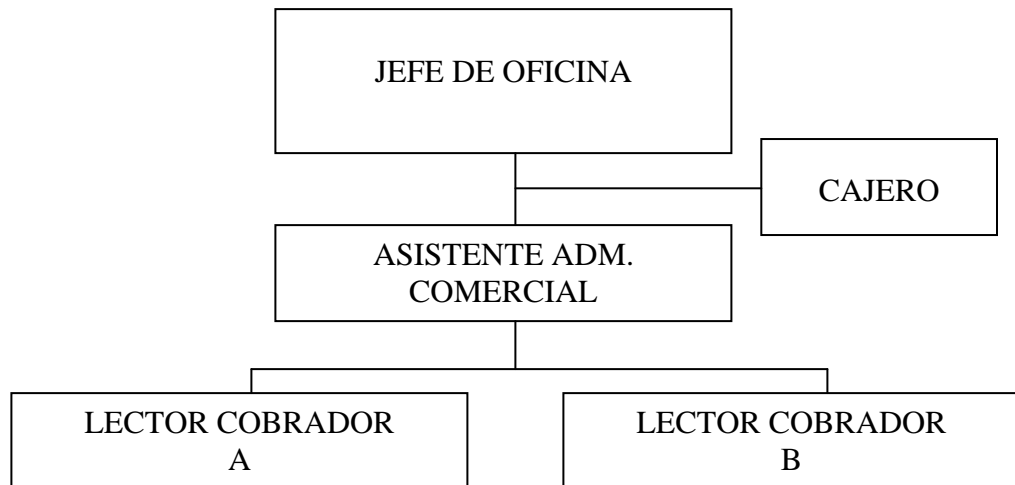 JEFE DE OFICINA
CAJERO
ASISTENTE ADM.
COMERCIAL
LECTOR COBRADOR
A
LECTOR COBRADOR
B